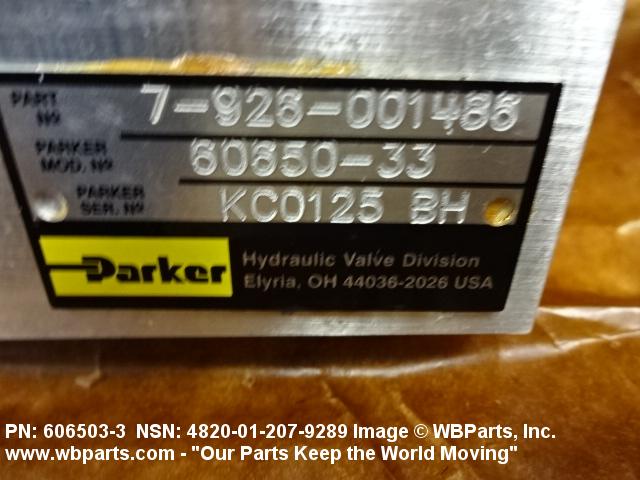 PART Nº 7-926-001486
PARKER MOD. Nº 60650-33
PARKER SER. Nº KC0125 BH
Parker
Hydraulic Valve Division
Elyria, OH 44036-2026 USA
PN: 606503-3 NSN: 4820-01-207-9289 Image © WBParts, Inc.
www.wbparts.com - "Our Parts Keep the World Moving"